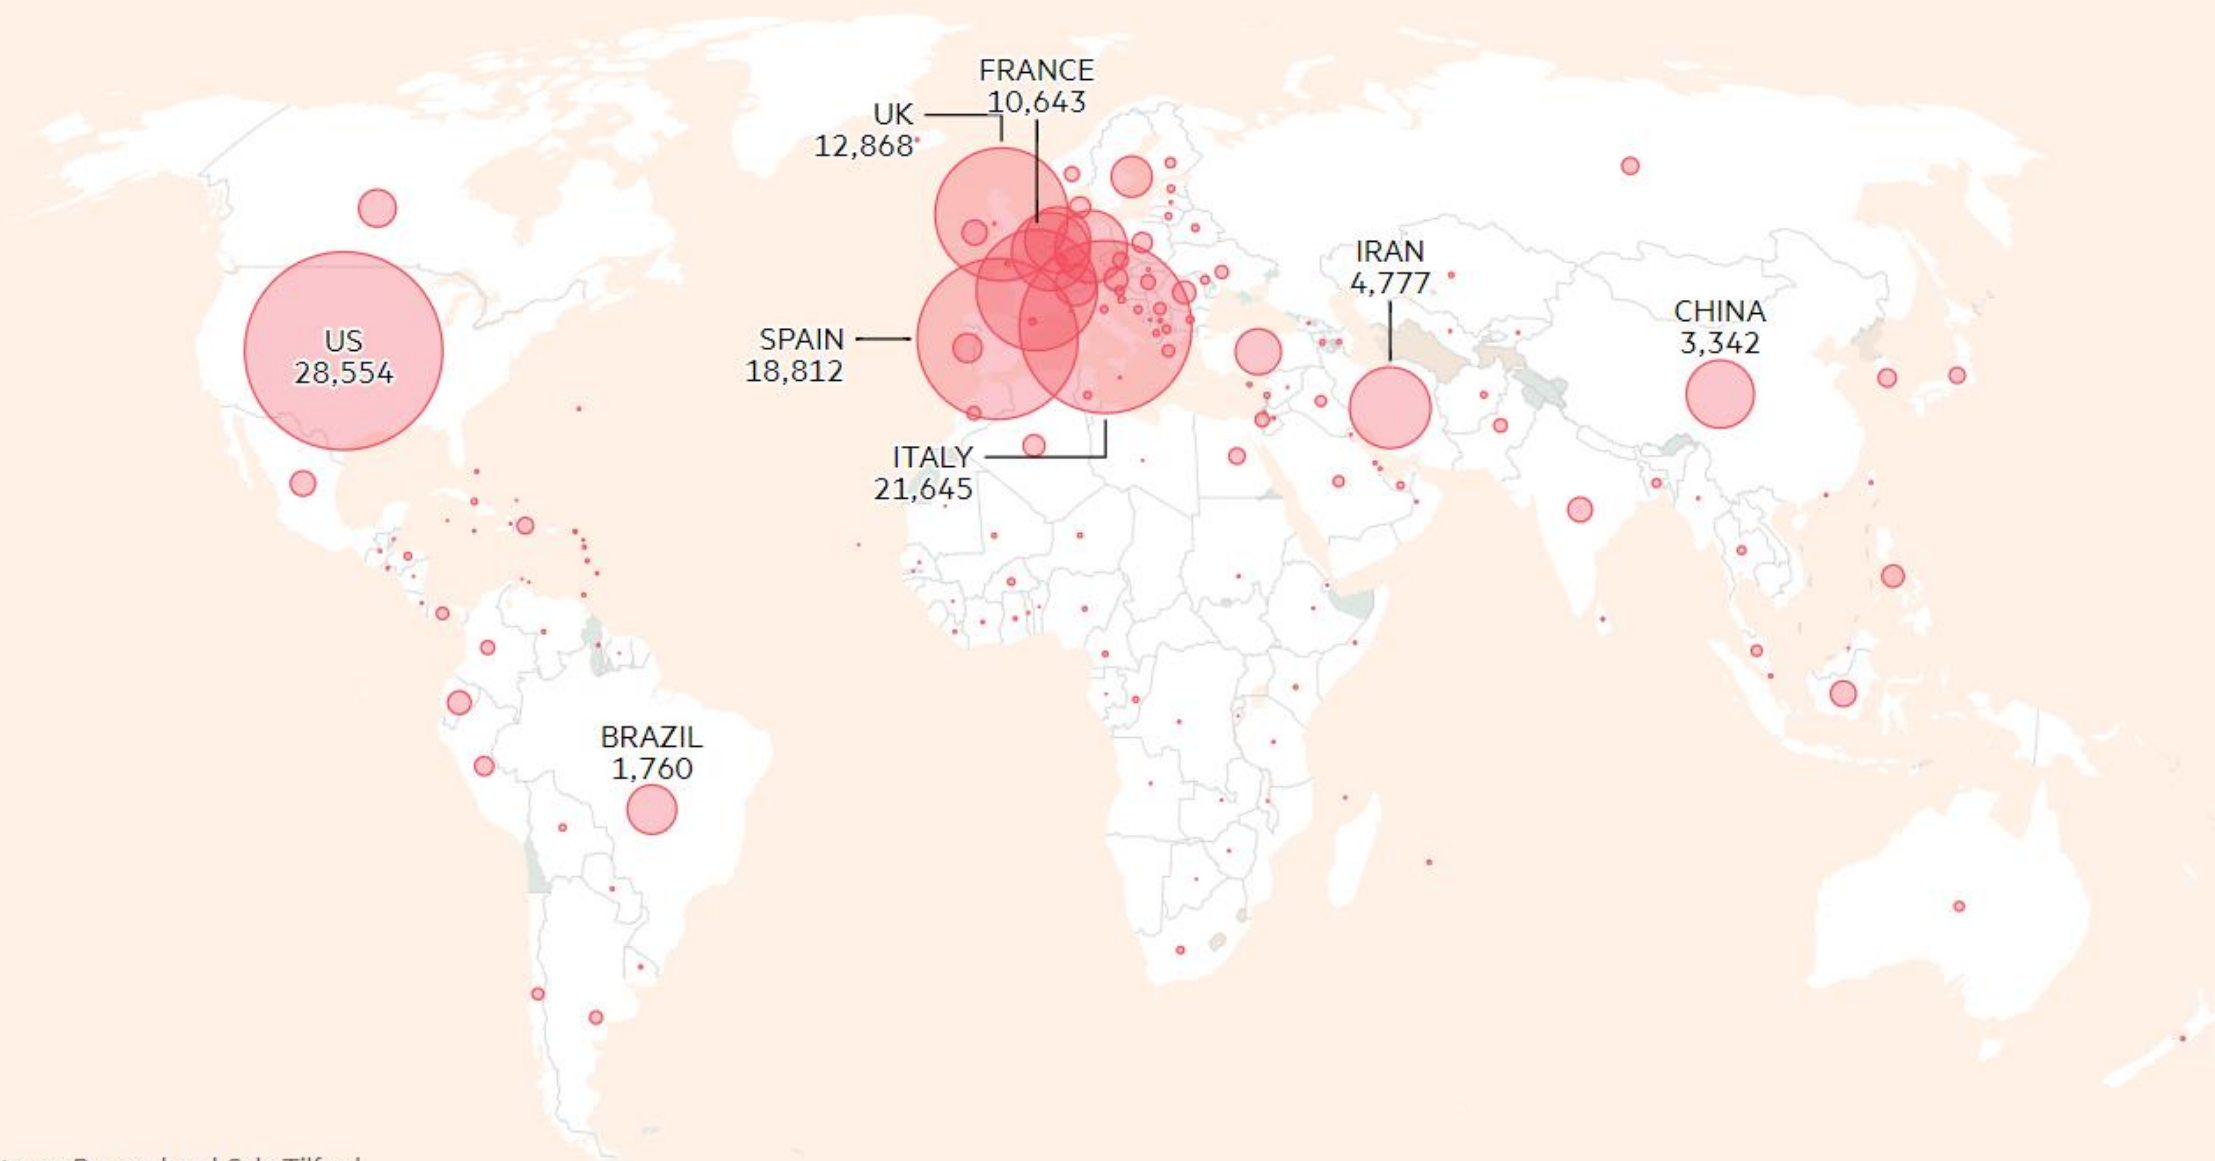 FRANCE
10,643
UK
12,868
IRAN
4,777
CHINA
3,342
US
28,554
SPAIN
18,812
ITALY
21,645
BRAZIL
1,760